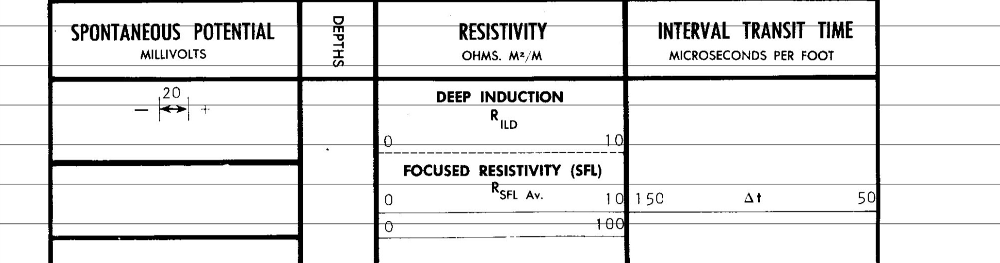 SPONTANEOUS POTENTIAL
MILLIVOLTS
DEPTHS
RESISTIVITY
OHMS. M²/M
INTERVAL TRANSIT TIME
MICROSECONDS PER FOOT
20
− +
DEEP INDUCTION
R ILD
0 10
FOCUSED RESISTIVITY (SFL)
R SFL Av.
0 10
0 100
150 Δt 50